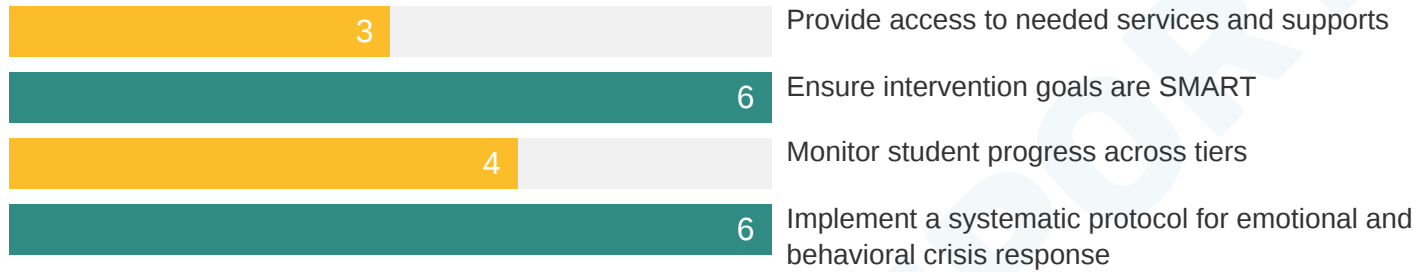 3 Provide access to needed services and supports
6 Ensure intervention goals are SMART
4 Monitor student progress across tiers
6 Implement a systematic protocol for emotional and
behavioral crisis response